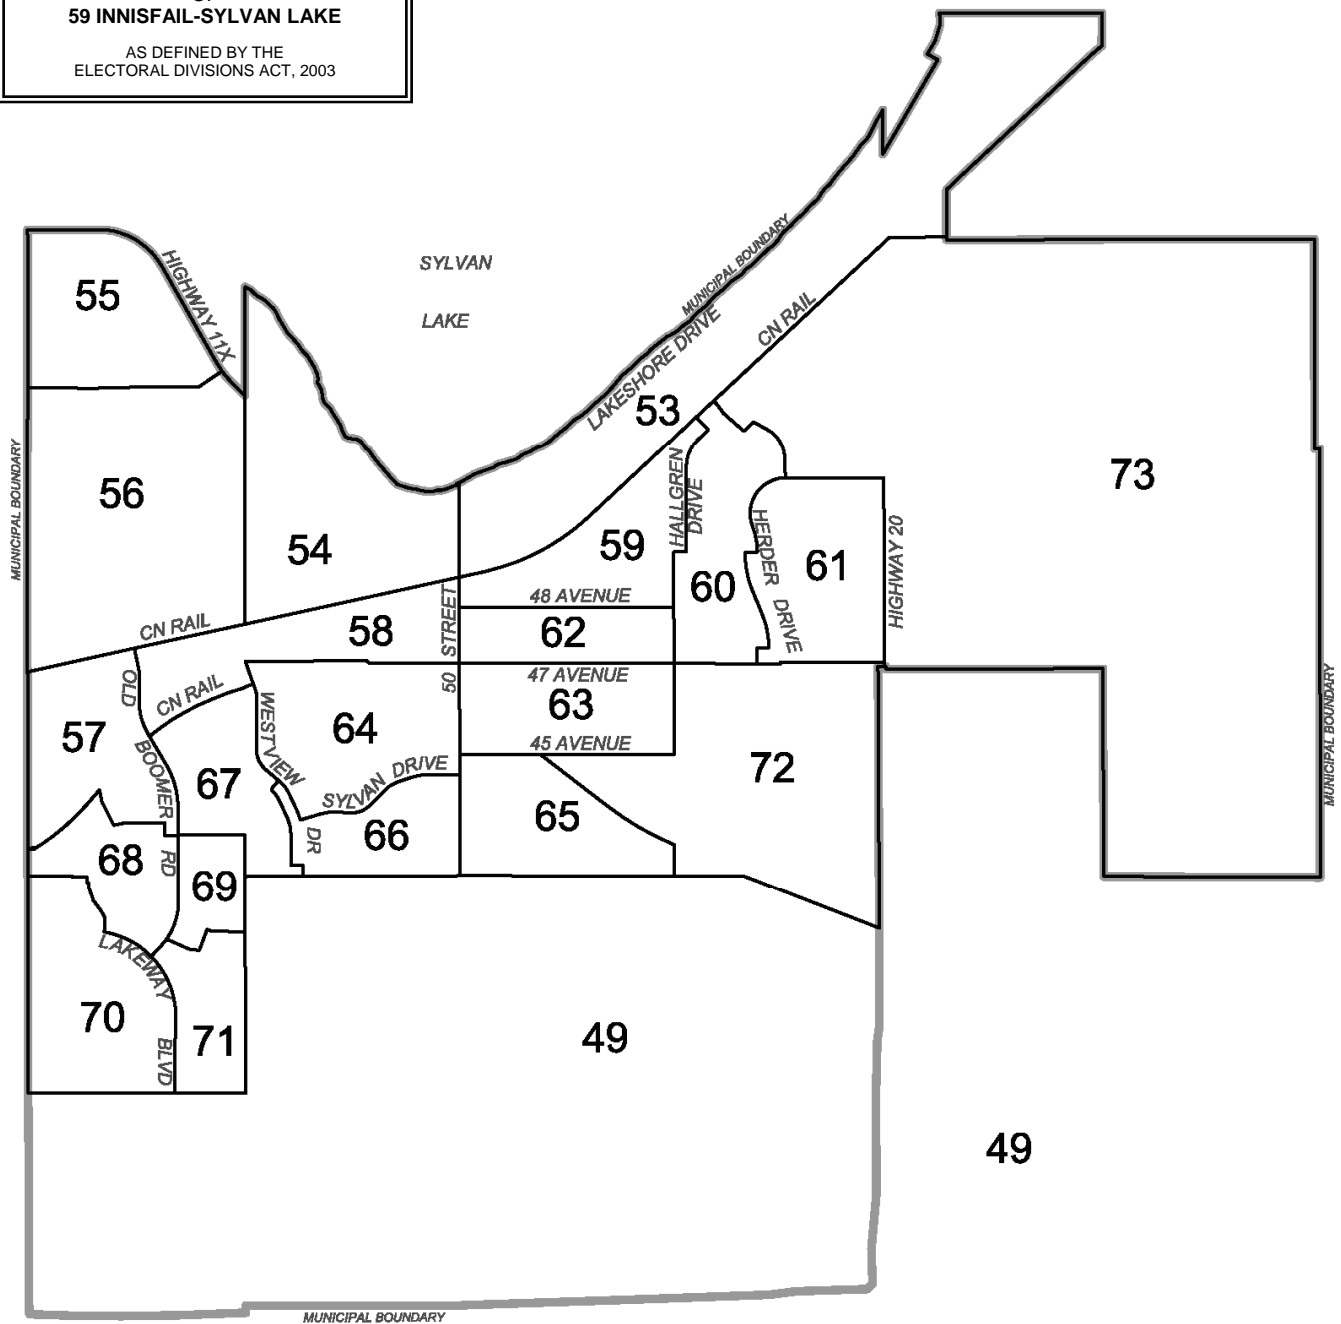 59 INNISFAIL-SYLVAN LAKE
AS DEFINED BY THE
ELECTORAL DIVISIONS ACT, 2003
SYLVAN
LAKE
MUNICIPAL BOUNDARY
LAKESHORE DRIVE
CN RAIL
HIGHWAY 11X
55
53
73
MUNICIPAL BOUNDARY
56
54
HALLGREN
DRIVE
59
HERDER DRIVE
61
HIGHWAY 20
60
48 AVENUE
CN RAIL
58
50 STREET
62
47 AVENUE
MUNICIPAL BOUNDARY
OLD BOOMER RD
CN RAIL
57
WESTVIEW DR
64
63
45 AVENUE
72
67
SYLVAN DRIVE
66
65
68
69
LAKEWAY BLVD
70
71
49
49
MUNICIPAL BOUNDARY